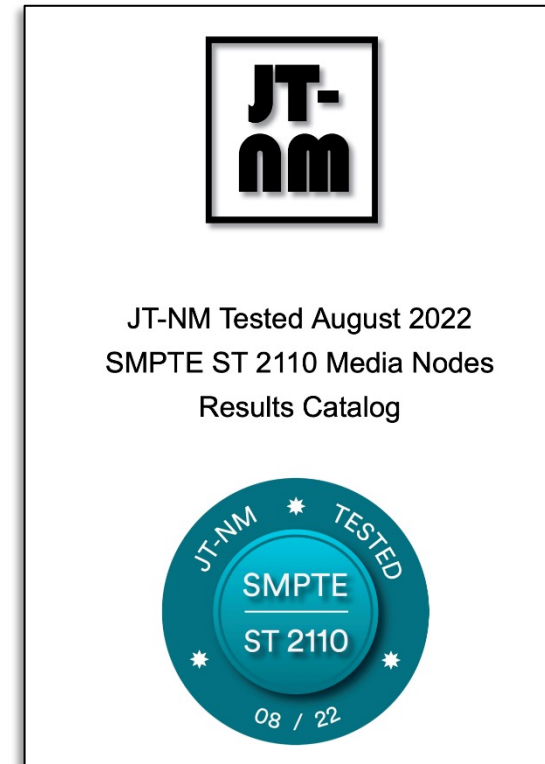 JT-
NM
JT-NM Tested August 2022
SMPTE ST 2110 Media Nodes
Results Catalog
JT-NM * TESTED
SMPTE
ST 2110
08 / 22